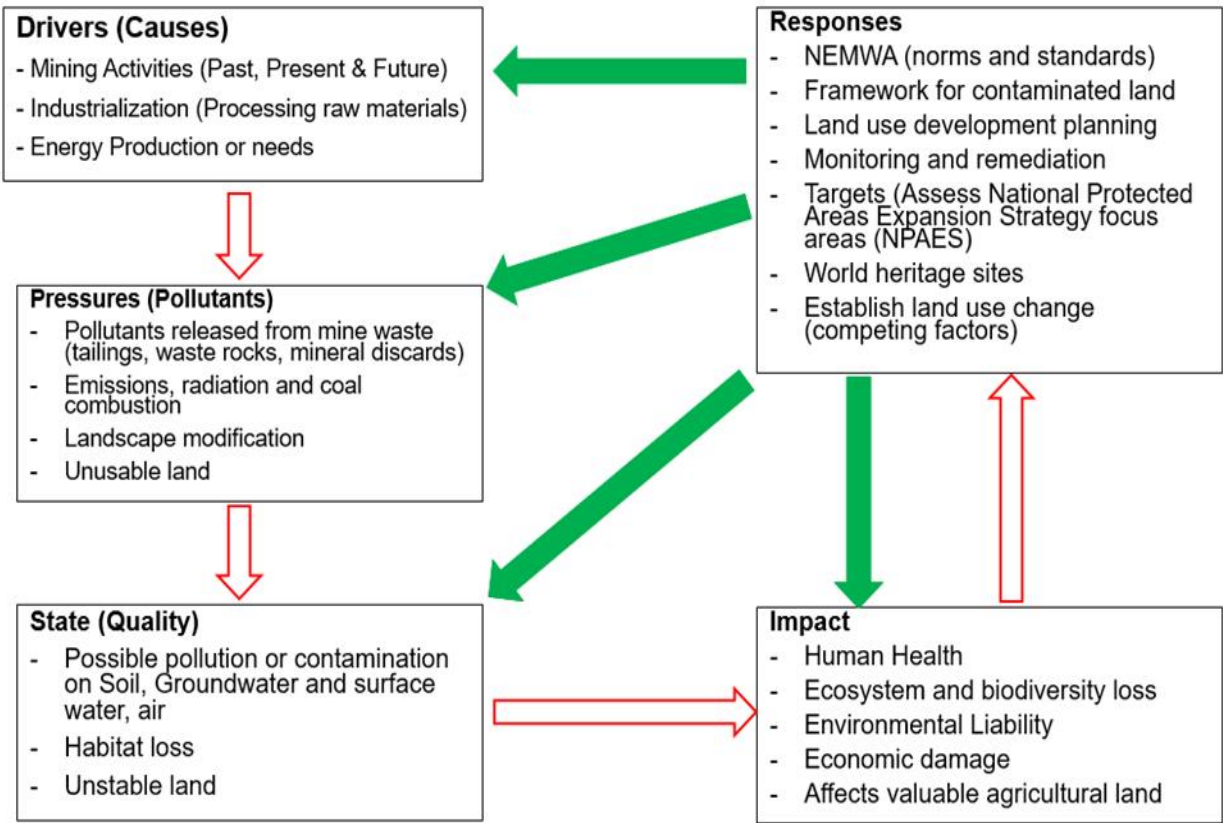 Drivers (Causes)
- Mining Activities (Past, Present & Future)
- Industrialization (Processing raw materials)
- Energy Production or needs
Pressures (Pollutants)
- Pollutants released from mine waste
(tailings, waste rocks, mineral discards)
- Emissions, radiation and coal
combustion
- Landscape modification
- Unusable land
State (Quality)
- Possible pollution or contamination
on Soil, Groundwater and surface
water, air
- Habitat loss
- Unstable land
Responses
- NEMWA (norms and standards)
- Framework for contaminated land
- Land use development planning
- Monitoring and remediation
- Targets (Assess National Protected
Areas Expansion Strategy focus
areas (NPAES)
- World heritage sites
- Establish land use change
(competing factors)
Impact
- Human Health
- Ecosystem and biodiversity loss
- Environmental Liability
- Economic damage
- Affects valuable agricultural land